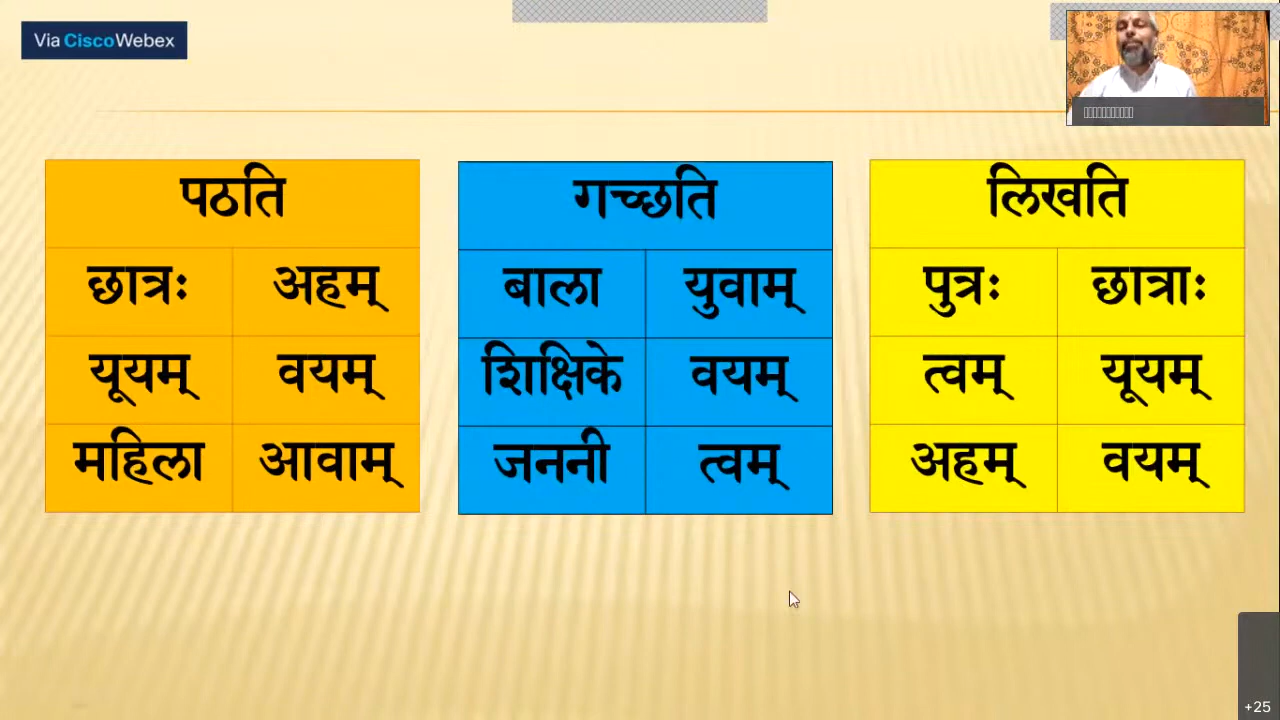 Via CiscoWebex
पठति
छात्रः अहम्
यूयम् वयम्
महिला आवाम्
गच्छति
बाला युवाम्
शिक्षिके वयम्
जननी त्वम्
लिखति
पुत्रः छात्राः
त्वम् यूयम्
अहम् वयम्
+25